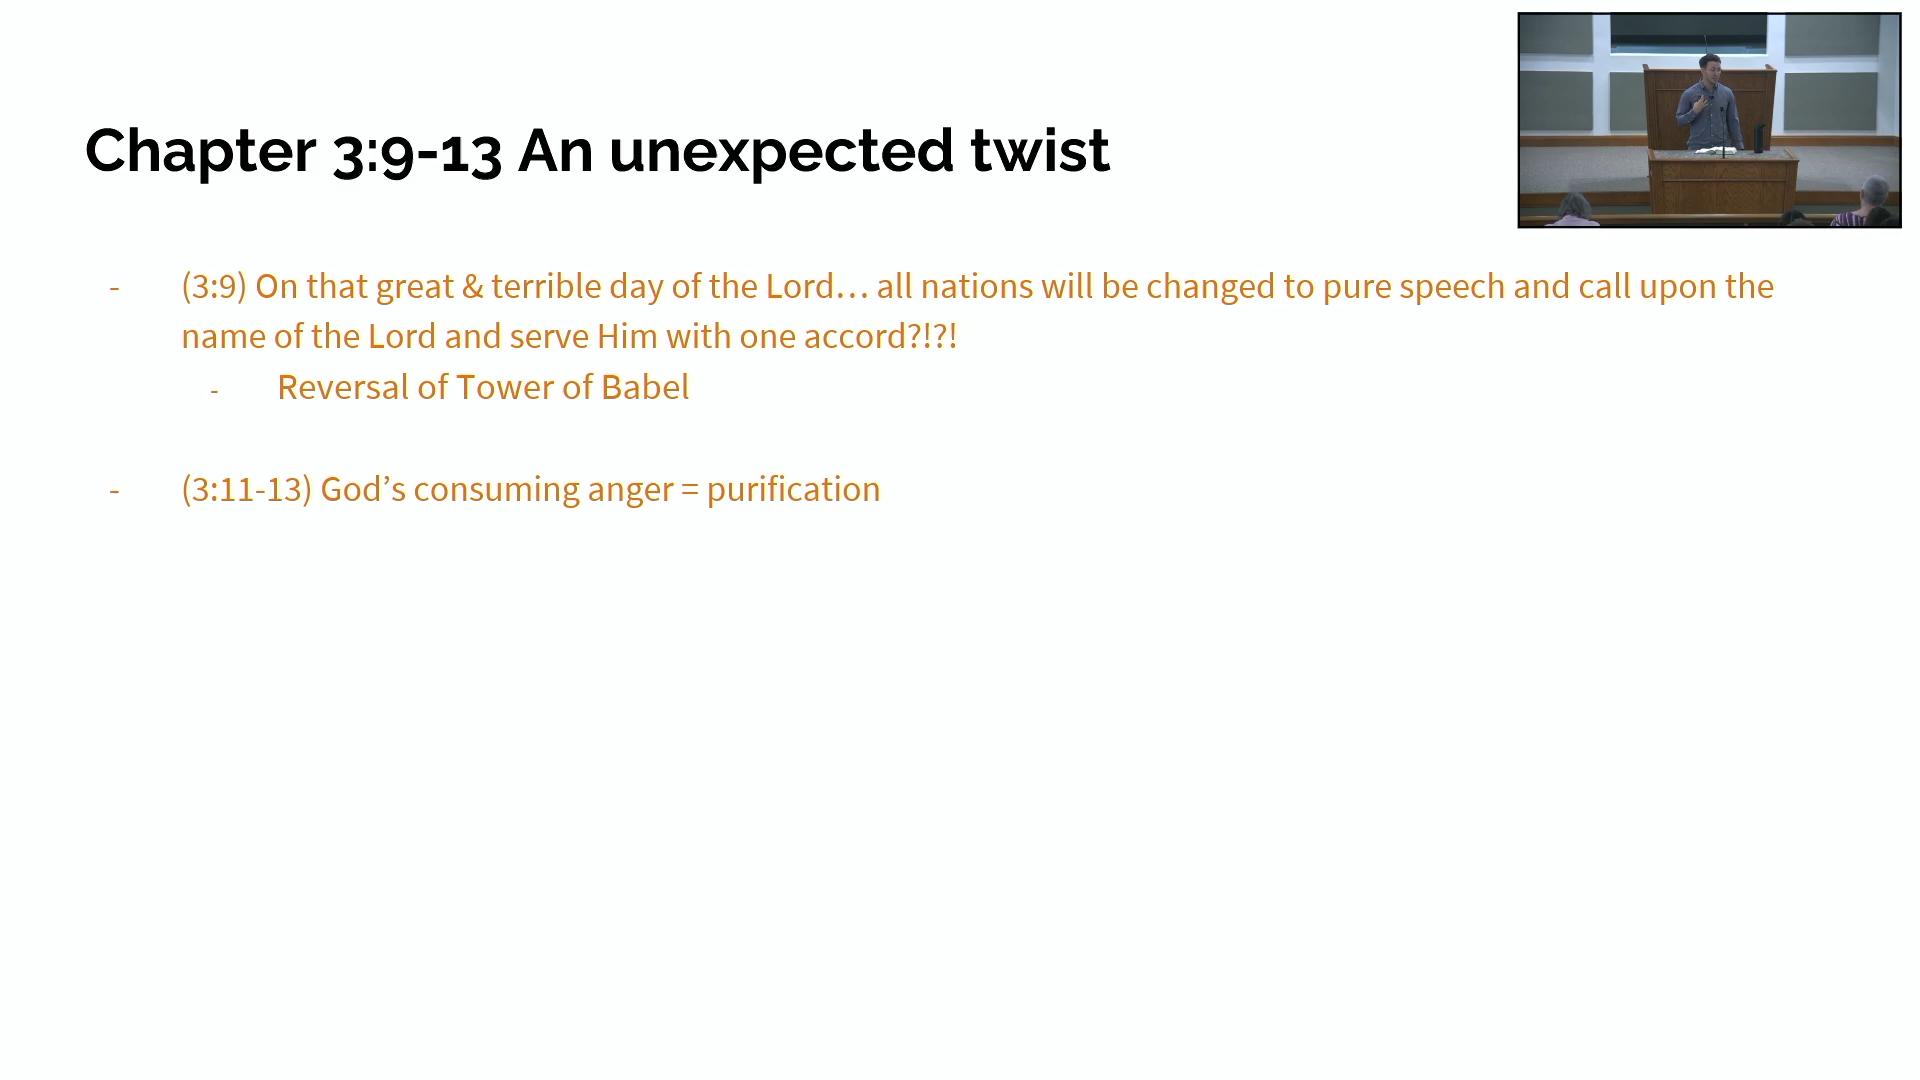 Chapter 3:9-13 An unexpected twist
- (3:9) On that great & terrible day of the Lord… all nations will be changed to pure speech and call upon the
name of the Lord and serve Him with one accord?!?!
- Reversal of Tower of Babel
- (3:11-13) God’s consuming anger = purification